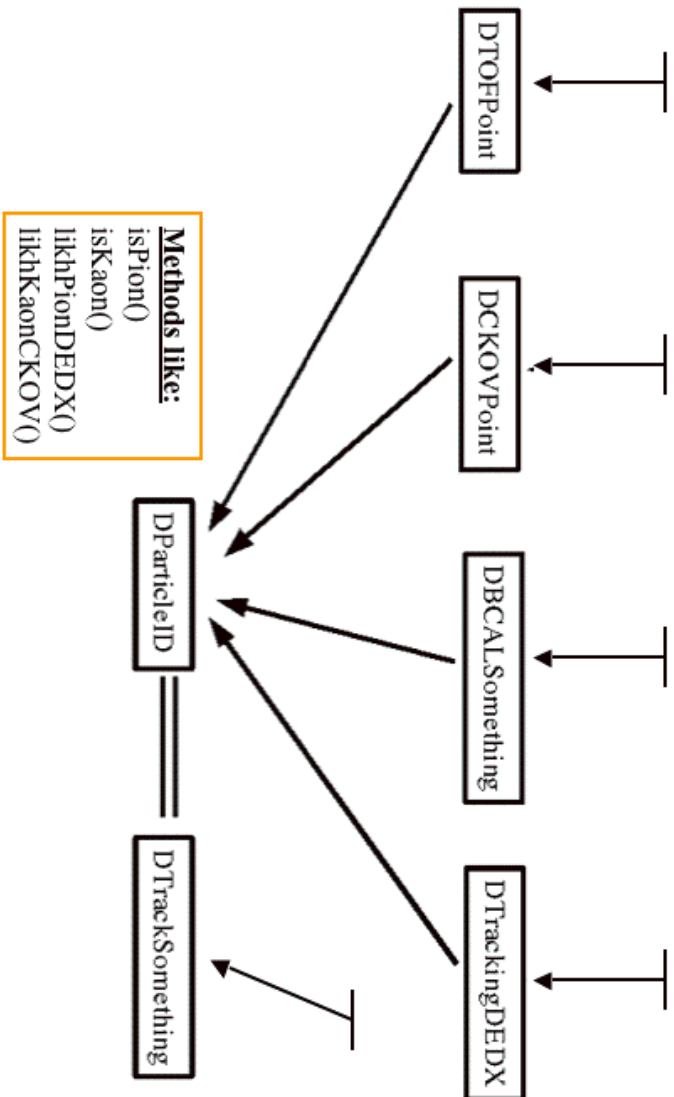 DTOFPoint
DCKOVPoint
DBCALSomething
DTrackingDEDX
DParticleID
DTrackSomething
Methods like:
isPion()
isKaon()
likhPionDEDX()
likhKaonCKOV()